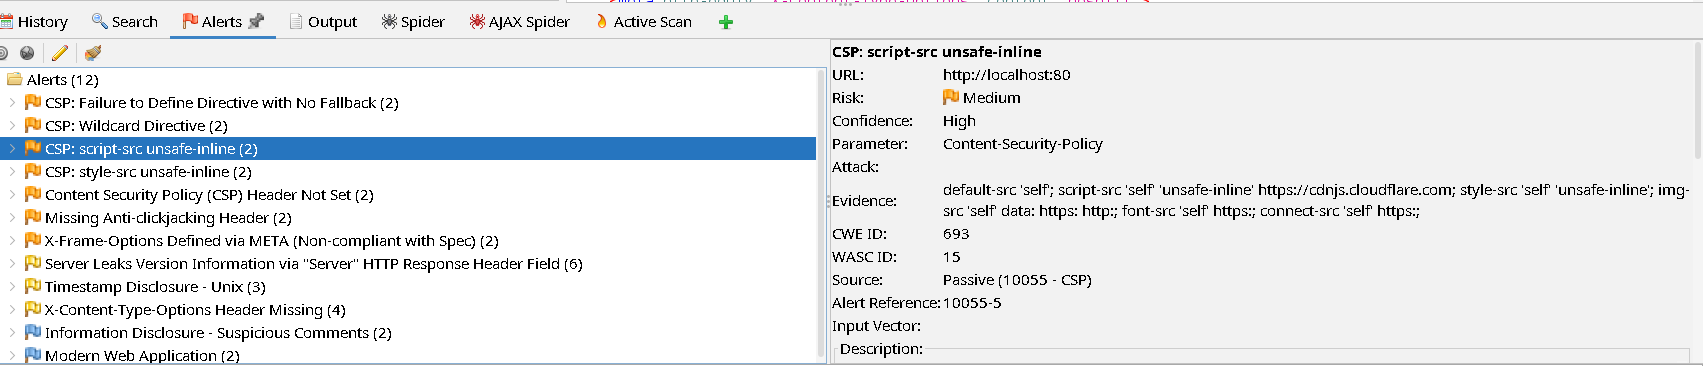 History Search Alerts Output Spider AJAX Spider Active Scan
Alerts (12)
CSP: Failure to Define Directive with No Fallback (2)
CSP: Wildcard Directive (2)
CSP: script-src unsafe-inline (2)
CSP: style-src unsafe-inline (2)
Content Security Policy (CSP) Header Not Set (2)
Missing Anti-clickjacking Header (2)
X-Frame-Options Defined via META (Non-compliant with Spec) (2)
Server Leaks Version Information via "Server" HTTP Response Header Field (6)
Timestamp Disclosure - Unix (3)
X-Content-Type-Options Header Missing (4)
Information Disclosure - Suspicious Comments (2)
Modern Web Application (2)
CSP: script-src unsafe-inline
URL: http://localhost:80
Risk: Medium
Confidence: High
Parameter: Content-Security-Policy
Attack:
Evidence: default-src 'self'; script-src 'self' 'unsafe-inline' https://cdnjs.cloudflare.com; style-src 'self' 'unsafe-inline'; img-
src 'self' data: https: http:; font-src 'self' https:; connect-src 'self' https:;
CWE ID: 693
WASC ID: 15
Source: Passive (10055 - CSP)
Alert Reference: 10055-5
Input Vector:
Description: